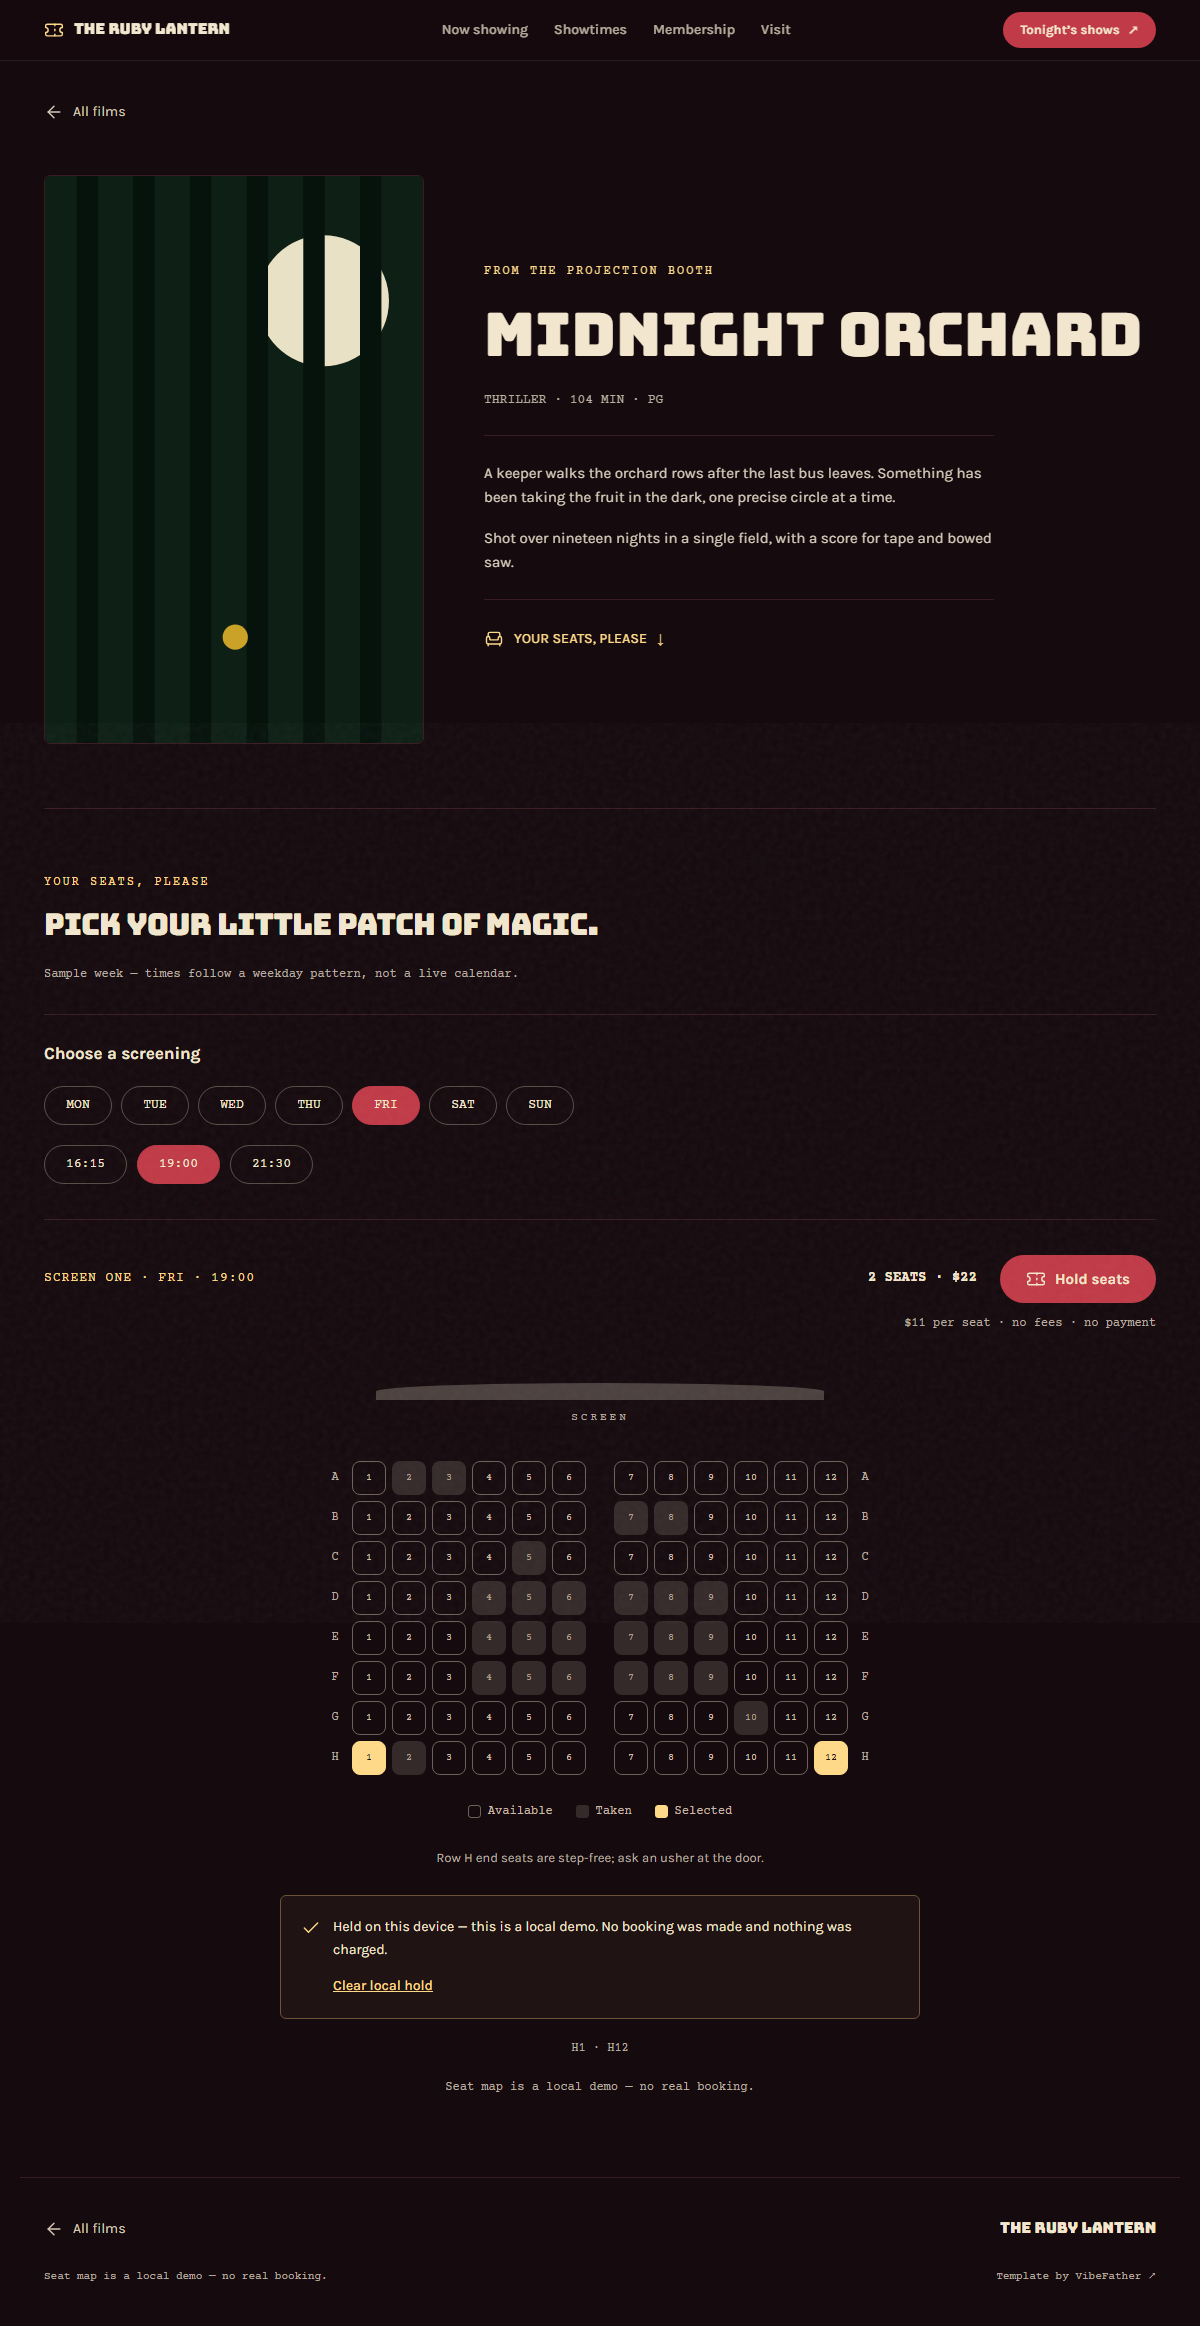 THE RUBY LANTERN
Now showing Showtimes Membership Visit
Tonight's shows ↗
← All films
FROM THE PROJECTION BOOTH
MIDNIGHT ORCHARD
THRILLER · 104 MIN · PG
A keeper walks the orchard rows after the last bus leaves. Something has
been taking the fruit in the dark, one precise circle at a time.
Shot over nineteen nights in a single field, with a score for tape and bowed
saw.
YOUR SEATS, PLEASE ↓
YOUR SEATS, PLEASE
PICK YOUR LITTLE PATCH OF MAGIC.
Sample week — times follow a weekday pattern, not a live calendar.
Choose a screening
MON TUE WED THU FRI SAT SUN
16:15 19:00 21:30
SCREEN ONE · FRI · 19:00
2 SEATS · $22
Hold seats
$11 per seat · no fees · no payment
SCREEN
A 1 2 3 4 5 6 7 8 9 10 11 12 A
B 1 2 3 4 5 6 7 8 9 10 11 12 B
C 1 2 3 4 5 6 7 8 9 10 11 12 C
D 1 2 3 4 5 6 7 8 9 10 11 12 D
E 1 2 3 4 5 6 7 8 9 10 11 12 E
F 1 2 3 4 5 6 7 8 9 10 11 12 F
G 1 2 3 4 5 6 7 8 9 10 11 12 G
H 1 2 3 4 5 6 7 8 9 10 11 12 H
Available Taken Selected
Row H end seats are step-free; ask an usher at the door.
Held on this device — this is a local demo. No booking was made and nothing was
charged.
Clear local hold
H1 · H12
Seat map is a local demo — no real booking.
← All films
THE RUBY LANTERN
Seat map is a local demo — no real booking.
Template by VibeFather ↗